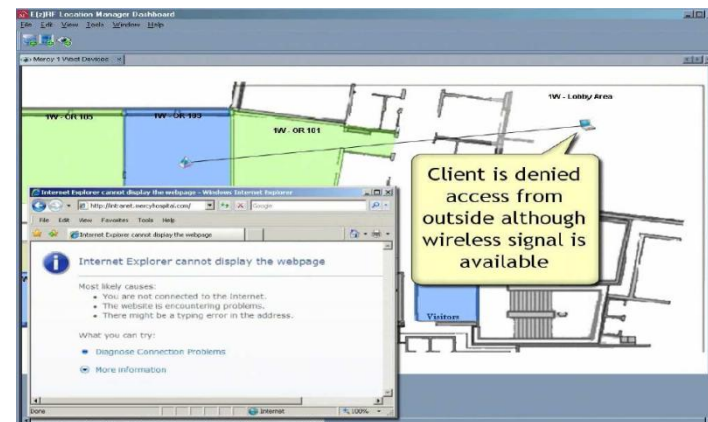 E(z)RF Location Manager Dashboard
File Edit View Tools Window Help
Mercy 1 West Devices
1W - Lobby Area
1W - OR 105
1W - OR 103
1W - OR 101
Client is denied
access from
outside although
wireless signal is
available
Internet Explorer cannot display the webpage - Windows Internet Explorer
http://intranet.mercyhospital.com/
Google
File Edit View Favorites Tools Help
Internet Explorer cannot display the webpage
Internet Explorer cannot display the webpage
Most likely causes:
• You are not connected to the Internet.
• The website is encountering problems.
• There might be a typing error in the address.
What you can try:
Diagnose Connection Problems
More information
Visitors
Done
Internet
100%